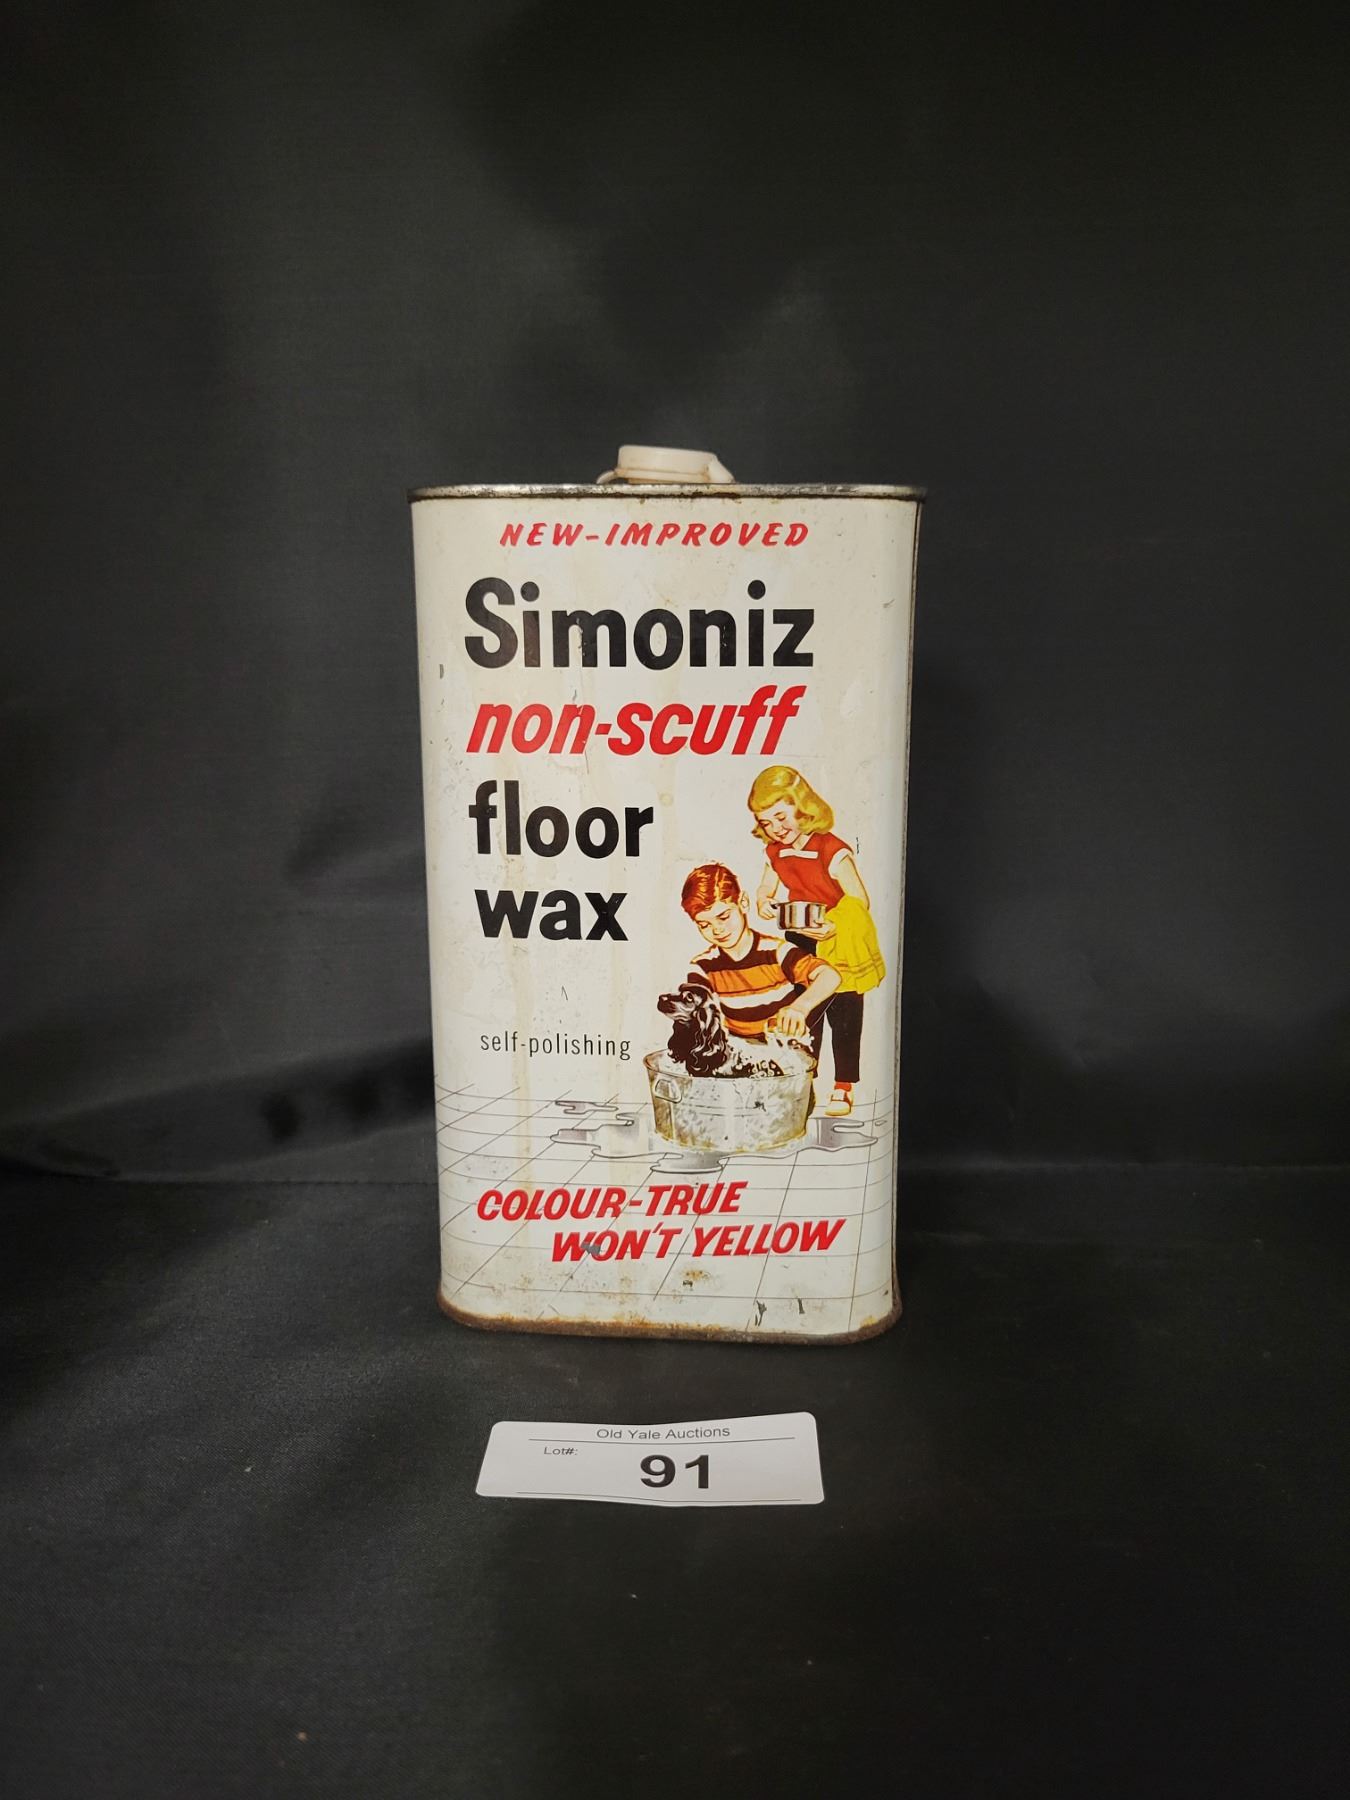 NEW-IMPROVED
Simoniz
non-scuff
floor
wax
self-polishing
COLOUR-TRUE
WON'T YELLOW
Old Yale Auctions
Lot#:
91